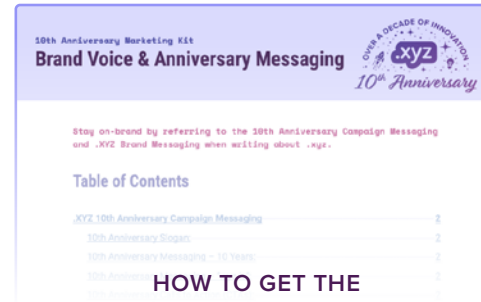 10th Anniversary Marketing Kit
Brand Voice & Anniversary Messaging
OVER A DECADE OF INNOVATION
.xyz
10th Anniversary
Stay on-brand by referring to the 10th Anniversary Campaign Messaging
and .XYZ Brand Messaging when writing about .xyz.
Table of Contents
.XYZ 10th Anniversary Campaign Messaging 2
10th Anniversary Slogan: 2
10th Anniversary Messaging – 10 Years: 2
HOW TO GET THE